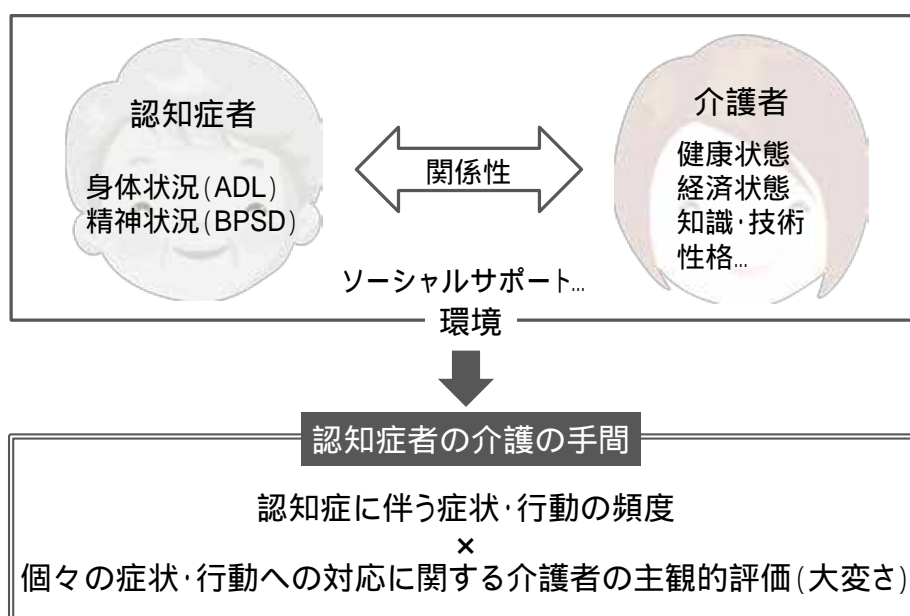 認知症者
身体状況(ADL)
精神状況(BPSD)
関係性
介護者
健康状態
経済状態
知識・技術
性格…
ソーシャルサポート…
環境
認知症者の介護の手間
認知症に伴う症状・行動の頻度
×
個々の症状・行動への対応に関する介護者の主観的評価(大変さ)